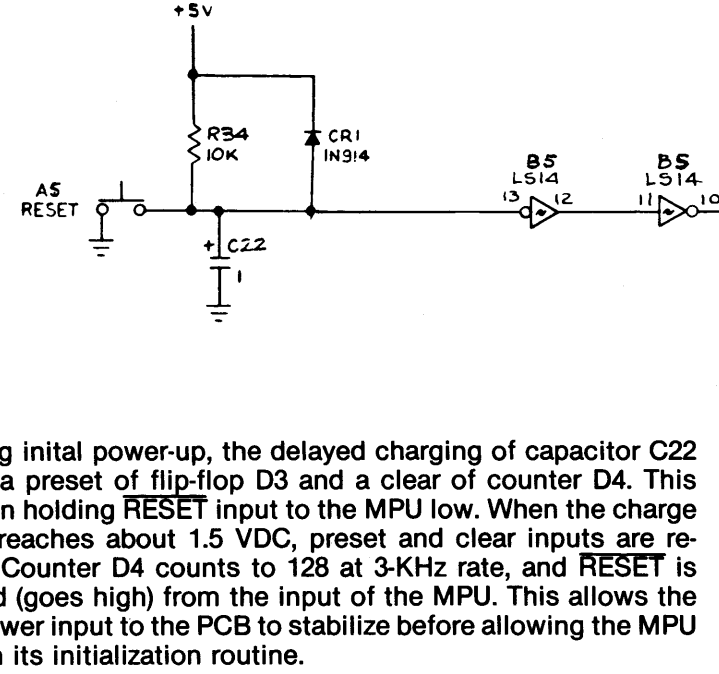 +5V
R34
10K
CR1
1N914
A5
RESET
+
C22
1
B5
LS14
13
12
B5
LS14
11
10
g inital power-up, the delayed charging of capacitor C22
a preset of flip-flop D3 and a clear of counter D4. This
n holding RESET input to the MPU low. When the charge
reaches about 1.5 VDC, preset and clear inputs are re-
Counter D4 counts to 128 at 3-KHz rate, and RESET is
d (goes high) from the input of the MPU. This allows the
wer input to the PCB to stabilize before allowing the MPU
n its initialization routine.